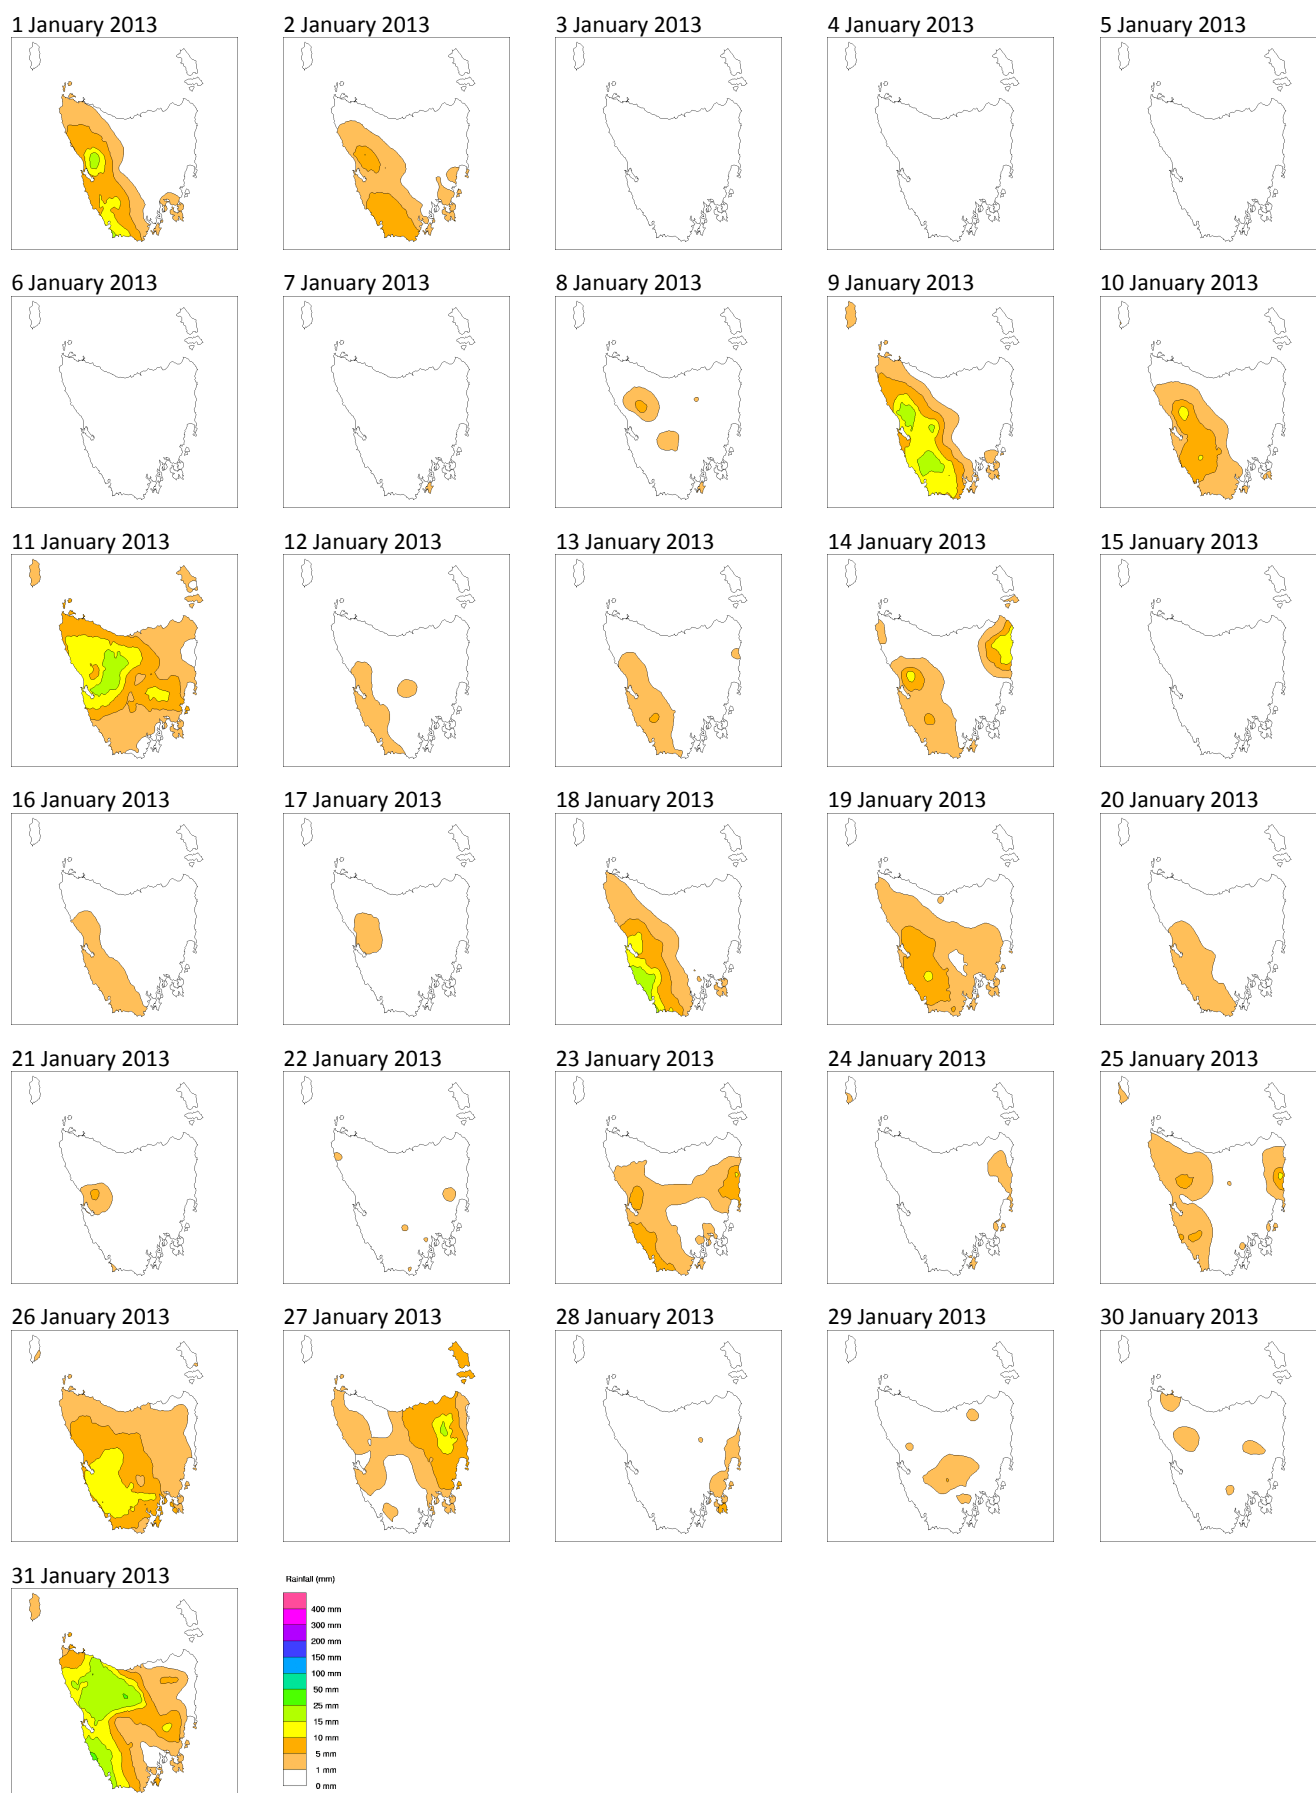 1 January 2013
2 January 2013
3 January 2013
4 January 2013
5 January 2013
6 January 2013
7 January 2013
8 January 2013
9 January 2013
10 January 2013
11 January 2013
12 January 2013
13 January 2013
14 January 2013
15 January 2013
16 January 2013
17 January 2013
18 January 2013
19 January 2013
20 January 2013
21 January 2013
22 January 2013
23 January 2013
24 January 2013
25 January 2013
26 January 2013
27 January 2013
28 January 2013
29 January 2013
30 January 2013
31 January 2013
Rainfall (mm)
400 mm
300 mm
200 mm
150 mm
100 mm
50 mm
25 mm
15 mm
10 mm
5 mm
1 mm
0 mm